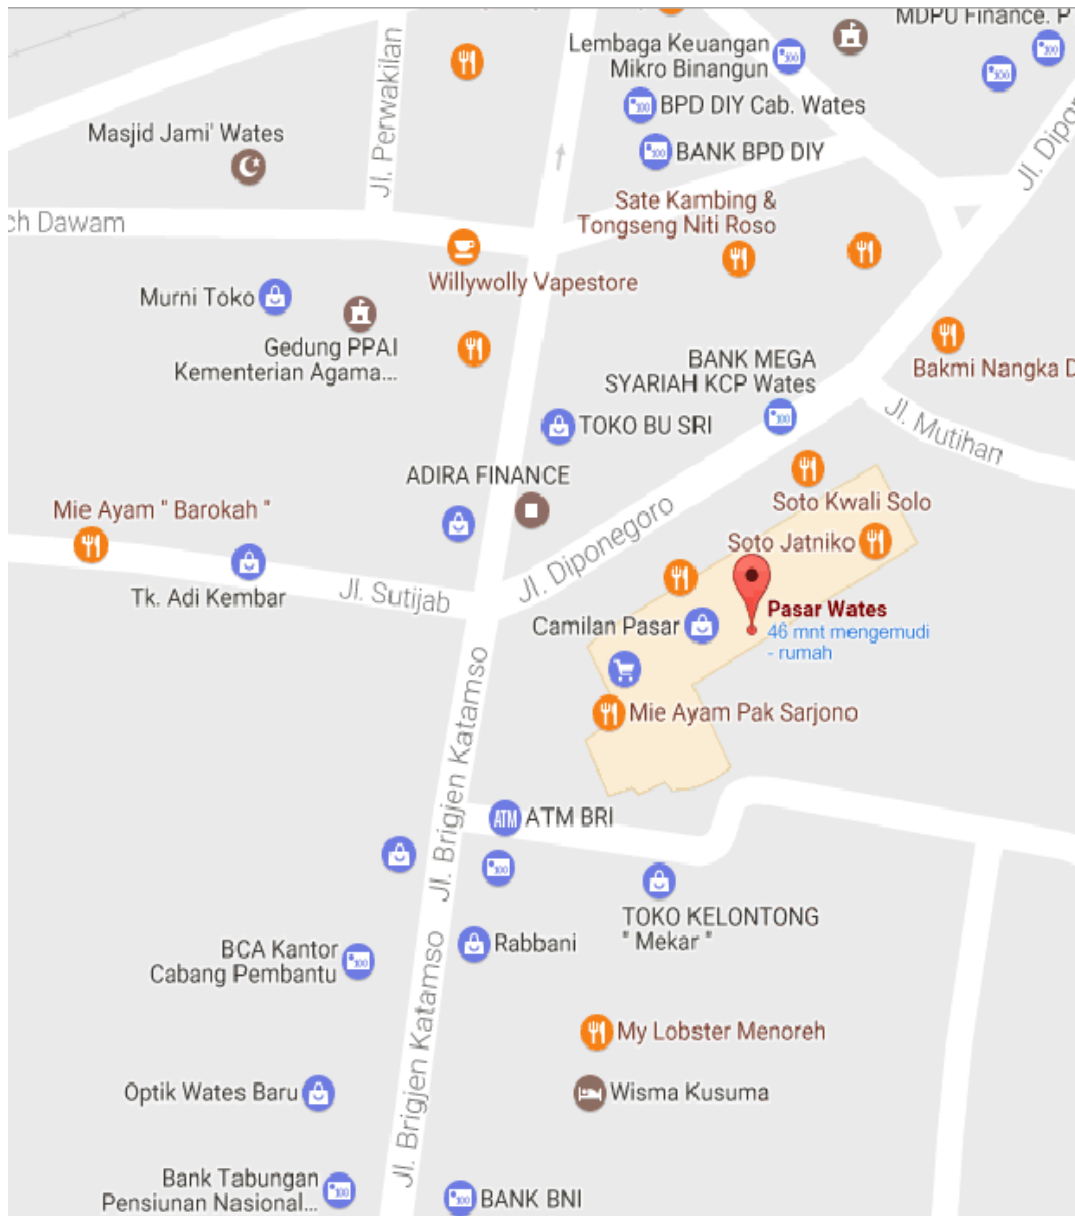 MDPU Finance. P
Lembaga Keuangan
Mikro Binangun
BPD DIY Cab. Wates
BANK BPD DIY
Jl. Perwakilan
Masjid Jami' Wates
Jl. Dipor
ch Dawam
Sate Kambing &
Tongseng Niti Roso
Willywolly Vapestore
Murni Toko
Gedung PPAI
Kementerian Agama...
BANK MEGA
SYARIAH KCP Wates
Bakmi Nangka D
TOKO BU SRI
Jl. Mutihan
ADIRA FINANCE
Soto Kwali Solo
Mie Ayam " Barokah "
Soto Jatniko
Jl. Diponegoro
Tk. Adi Kembar
Jl. Sutijab
Pasar Wates
46 mnt mengemudi
- rumah
Camilan Pasar
Mie Ayam Pak Sarjono
Jl. Brigjen Katamso
ATM
ATM BRI
TOKO KELONTONG
" Mekar "
Rabbani
BCA Kantor
Cabang Pembantu
Jl. Brigjen Katamso
My Lobster Menoreh
Optik Wates Baru
Wisma Kusuma
Bank Tabungan
Pensiunan Nasional...
BANK BNI